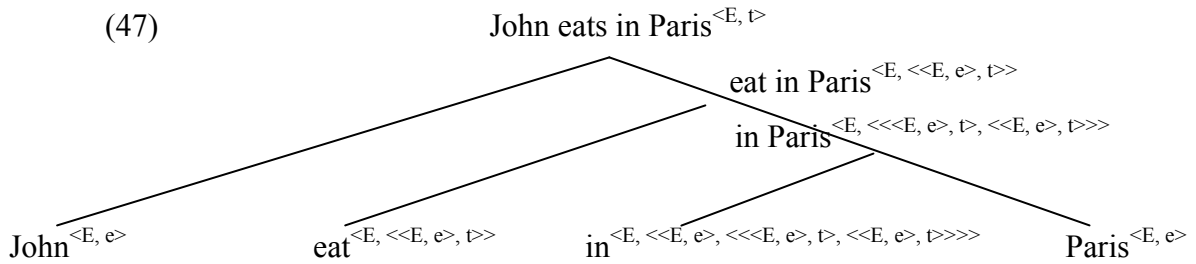 (47) John eats in Paris<E, t>
eat in Paris<E, <<E, e>, t>>
in Paris<E, <<<E, e>, t>, <<E, e>, t>>>
John<E, e> eat<E, <<E, e>, t>> in<E, <<E, e>, <<<E, e>, t>, <<E, e>, t>>>> Paris<E, e>